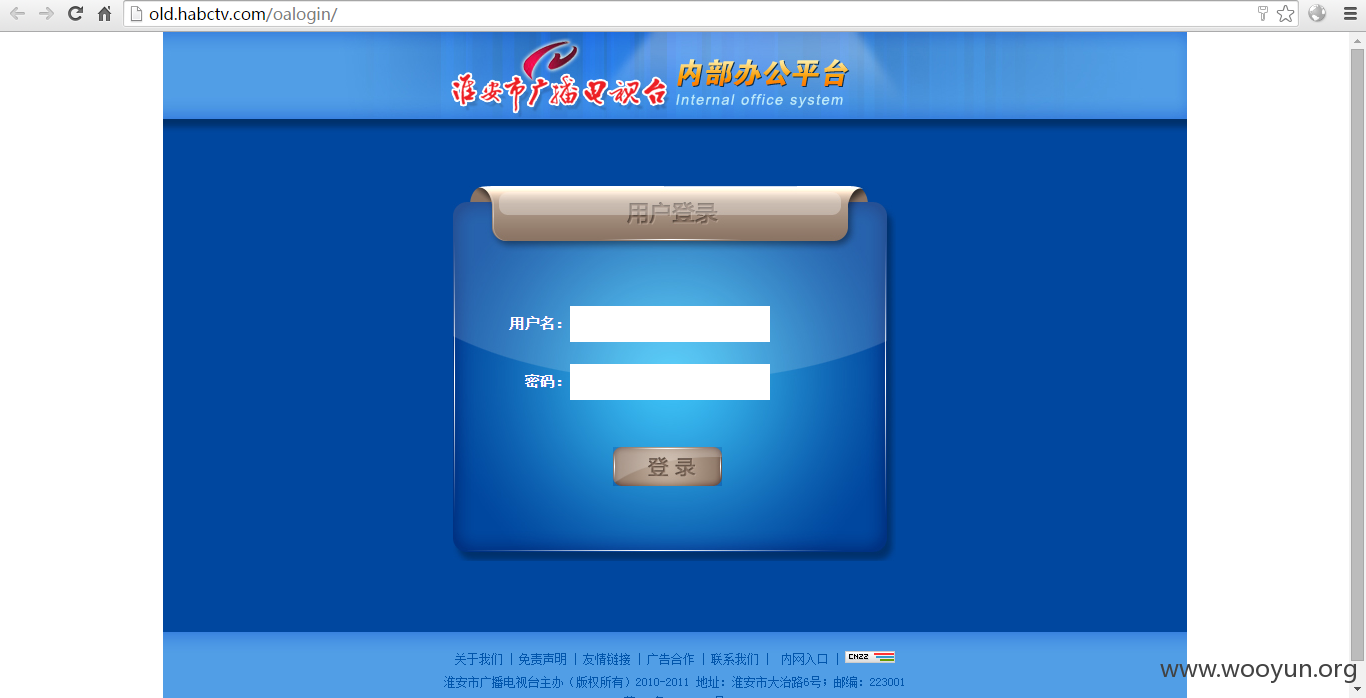 old.habctv.com/oalogin/
淮安市广播电视台 内部办公平台
Internal office system
用户登录
用户名：
密码：
登 录
关于我们 | 免责声明 | 友情链接 | 广告合作 | 联系我们 | 内网入口 | CNZZ
淮安市广播电视台主办（版权所有）2010-2011 地址：淮安市大治路6号；邮编：223001
www.wooyun.org